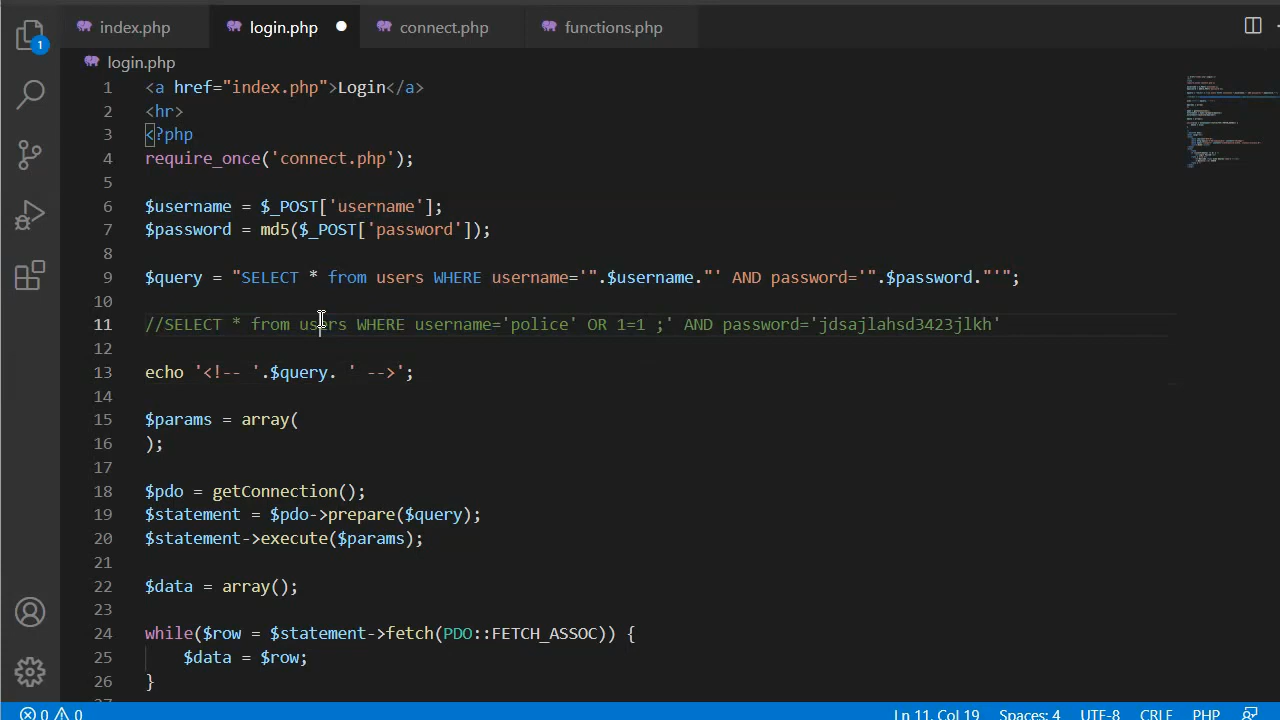 index.php login.php connect.php functions.php
1
login.php
1 <a href="index.php">Login</a>
2 <hr>
3 <?php
4 require_once('connect.php');
5
6 $username = $_POST['username'];
7 $password = md5($_POST['password']);
8
9 $query = "SELECT * from users WHERE username='".$username."' AND password='".$password."'";
10
11 //SELECT * from users WHERE username='police' OR 1=1 ;' AND password='jdsajlahsd3423jlkh'
12
13 echo '<!-- '.$query. ' -->';
14
15 $params = array(
16 );
17
18 $pdo = getConnection();
19 $statement = $pdo->prepare($query);
20 $statement->execute($params);
21
22 $data = array();
23
24 while($row = $statement->fetch(PDO::FETCH_ASSOC)) {
25 $data = $row;
26 }
27
0 0 Ln 11, Col 19 Spaces: 4 UTF-8 CRLF PHP